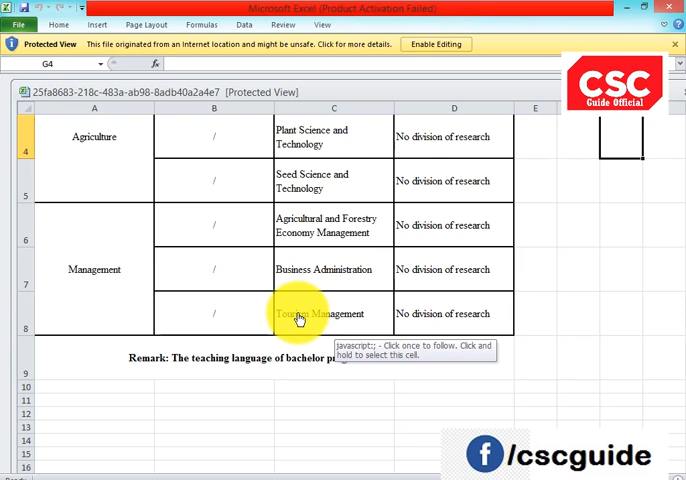 Microsoft Excel (Product Activation Failed)
File Home Insert Page Layout Formulas Data Review View
Protected View This file originated from an Internet location and might be unsafe. Click for more details. Enable Editing
G4 fx
CSC
Guide Official
25fa8683-218c-483a-ab98-8adb40a2a4e7 [Protected View]
A B C D E
4 Agriculture / Plant Science and
Technology No division of research
5 / Seed Science and
Technology No division of research
6 / Agricultural and Forestry
Economy Management No division of research
7 Management / Business Administration No division of research
8 / Tourism Management No division of research
javascript:; - Click once to follow. Click and
hold to select this cell.
9 Remark: The teaching language of bachelor
10
11
12
13
14
15
16
f/cscguide